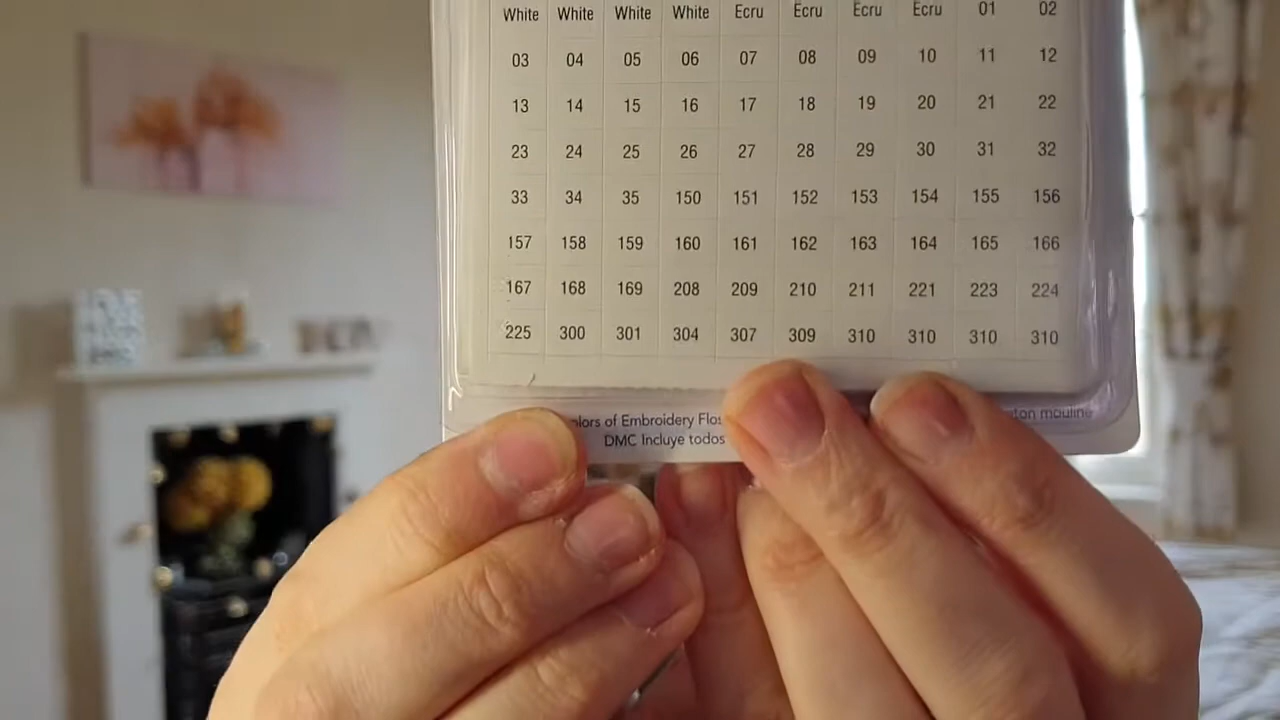 White White White White Ecru Ecru Ecru Ecru 01 02
03 04 05 06 07 08 09 10 11 12
13 14 15 16 17 18 19 20 21 22
23 24 25 26 27 28 29 30 31 32
33 34 35 150 151 152 153 154 155 156
157 158 159 160 161 162 163 164 165 166
167 168 169 208 209 210 211 221 223 224
225 300 301 304 307 309 310 310 310 310
of Embroidery mouline
DMC Incluye todos